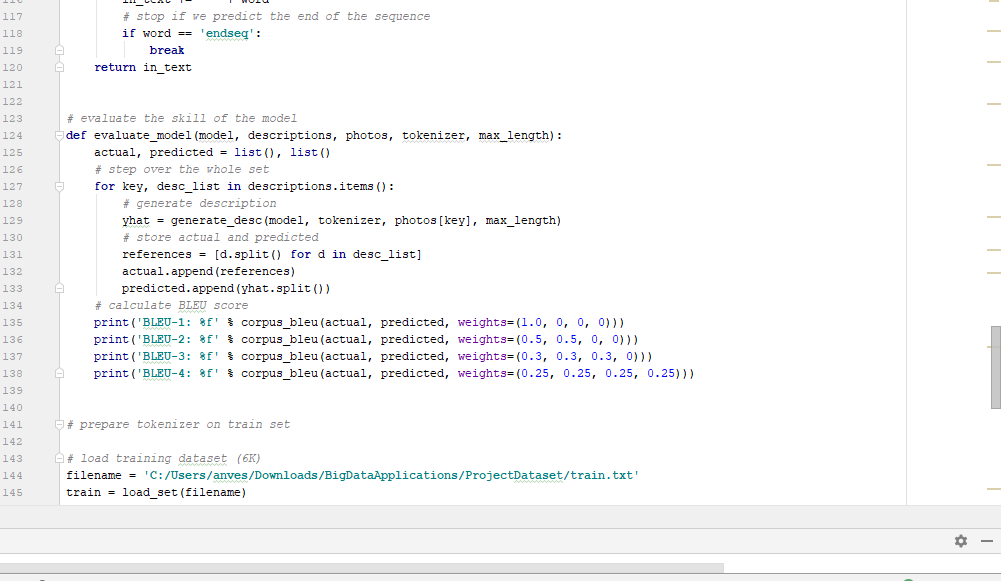 117 # stop if we predict the end of the sequence
118 if word == 'endseq':
119 break
120 return in_text
121
122
123 # evaluate the skill of the model
124 def evaluate_model(model, descriptions, photos, tokenizer, max_length):
125 actual, predicted = list(), list()
126 # step over the whole set
127 for key, desc_list in descriptions.items():
128 # generate description
129 yhat = generate_desc(model, tokenizer, photos[key], max_length)
130 # store actual and predicted
131 references = [d.split() for d in desc_list]
132 actual.append(references)
133 predicted.append(yhat.split())
134 # calculate BLEU score
135 print('BLEU-1: %f' % corpus_bleu(actual, predicted, weights=(1.0, 0, 0, 0)))
136 print('BLEU-2: %f' % corpus_bleu(actual, predicted, weights=(0.5, 0.5, 0, 0)))
137 print('BLEU-3: %f' % corpus_bleu(actual, predicted, weights=(0.3, 0.3, 0.3, 0)))
138 print('BLEU-4: %f' % corpus_bleu(actual, predicted, weights=(0.25, 0.25, 0.25, 0.25)))
139
140
141 # prepare tokenizer on train set
142
143 # load training dataset (6K)
144 filename = 'C:/Users/anves/Downloads/BigDataApplications/ProjectDataset/train.txt'
145 train = load_set(filename)